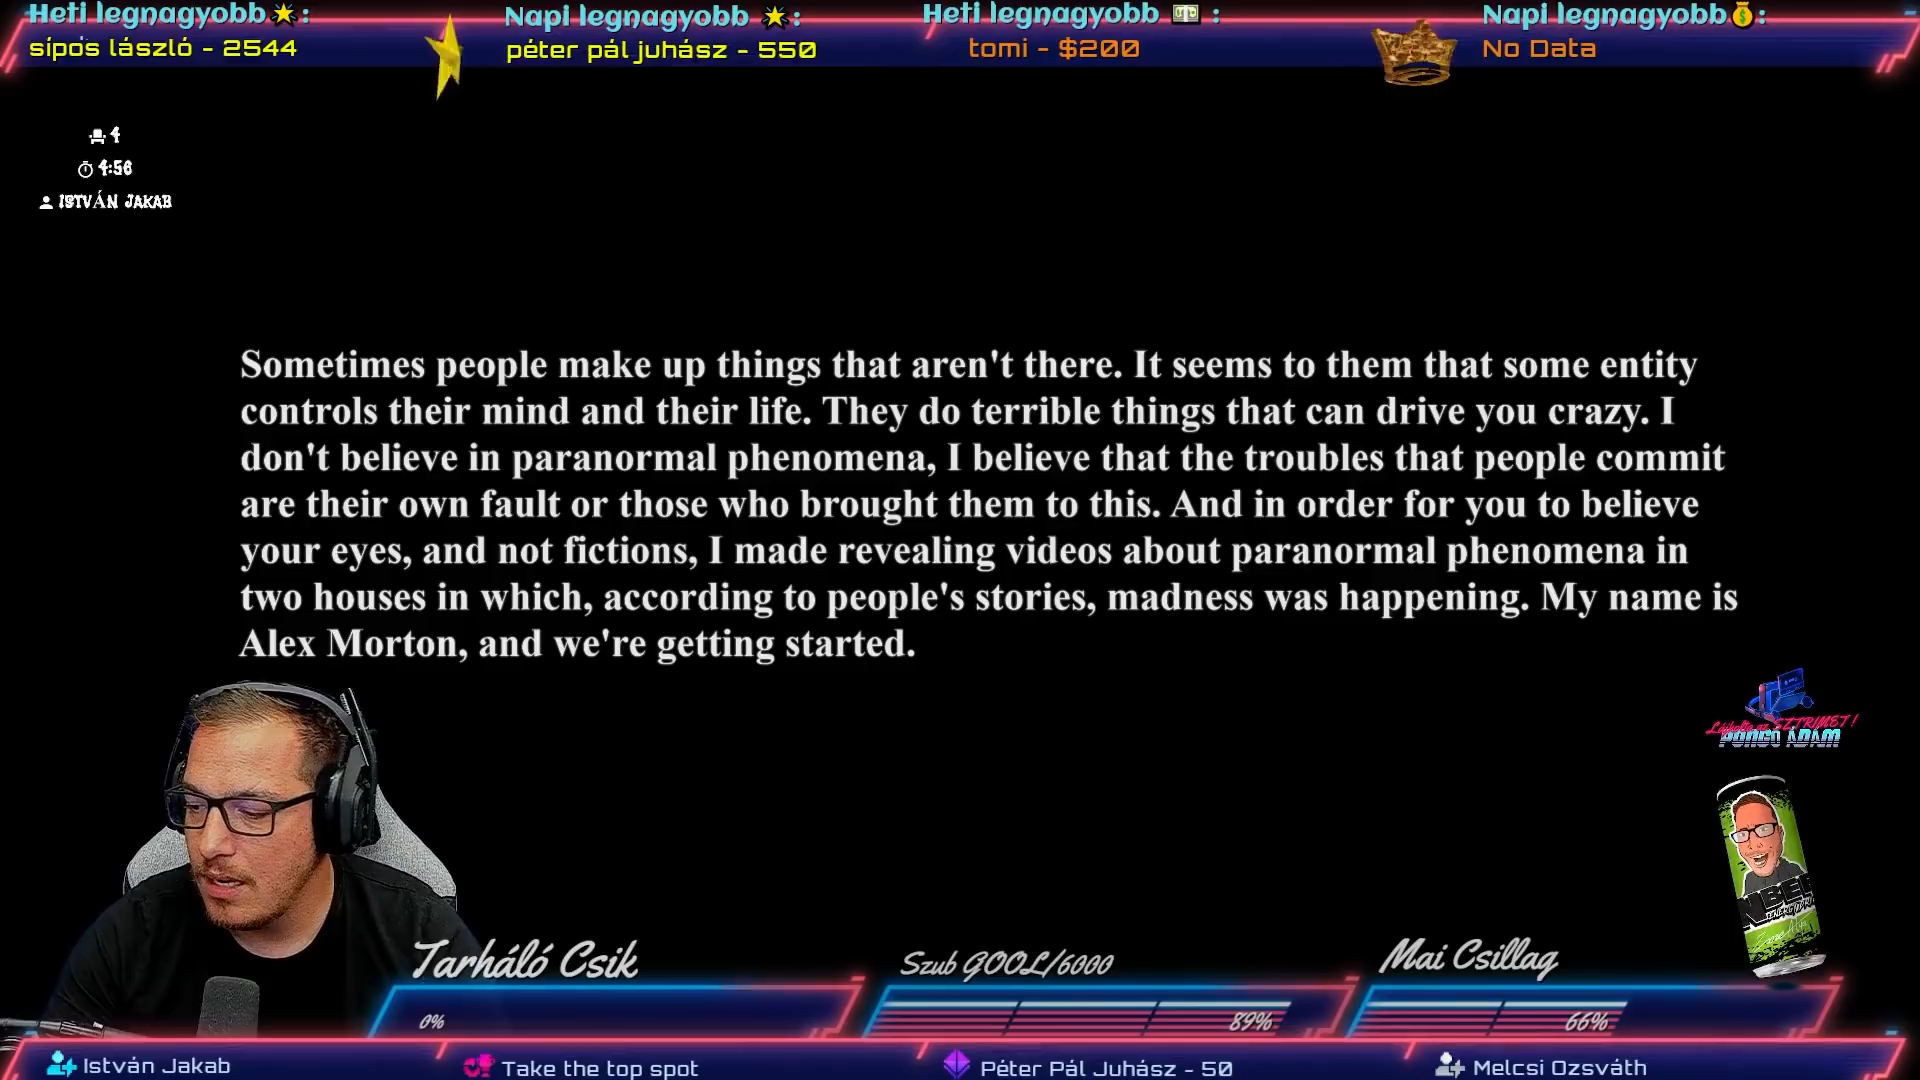 Heti legnagyobb :
sípos lászló - 2544
Napi legnagyobb :
péter pál juhász - 550
Heti legnagyobb :
tomi - $200
Napi legnagyobb :
No Data
4
4:56
ISTVÁN JAKAB
Sometimes people make up things that aren't there. It seems to them that some entity
controls their mind and their life. They do terrible things that can drive you crazy. I
don't believe in paranormal phenomena, I believe that the troubles that people commit
are their own fault or those who brought them to this. And in order for you to believe
your eyes, and not fictions, I made revealing videos about paranormal phenomena in
two houses in which, according to people's stories, madness was happening. My name is
Alex Morton, and we're getting started.
SZTRIMET !
PONGO ÁDÁM
Tarháló Csík
0%
Szub GOOL/6000
89%
Mai Csillag
66%
István Jakab
Take the top spot
Péter Pál Juhász - 50
Melcsi Ozsváth